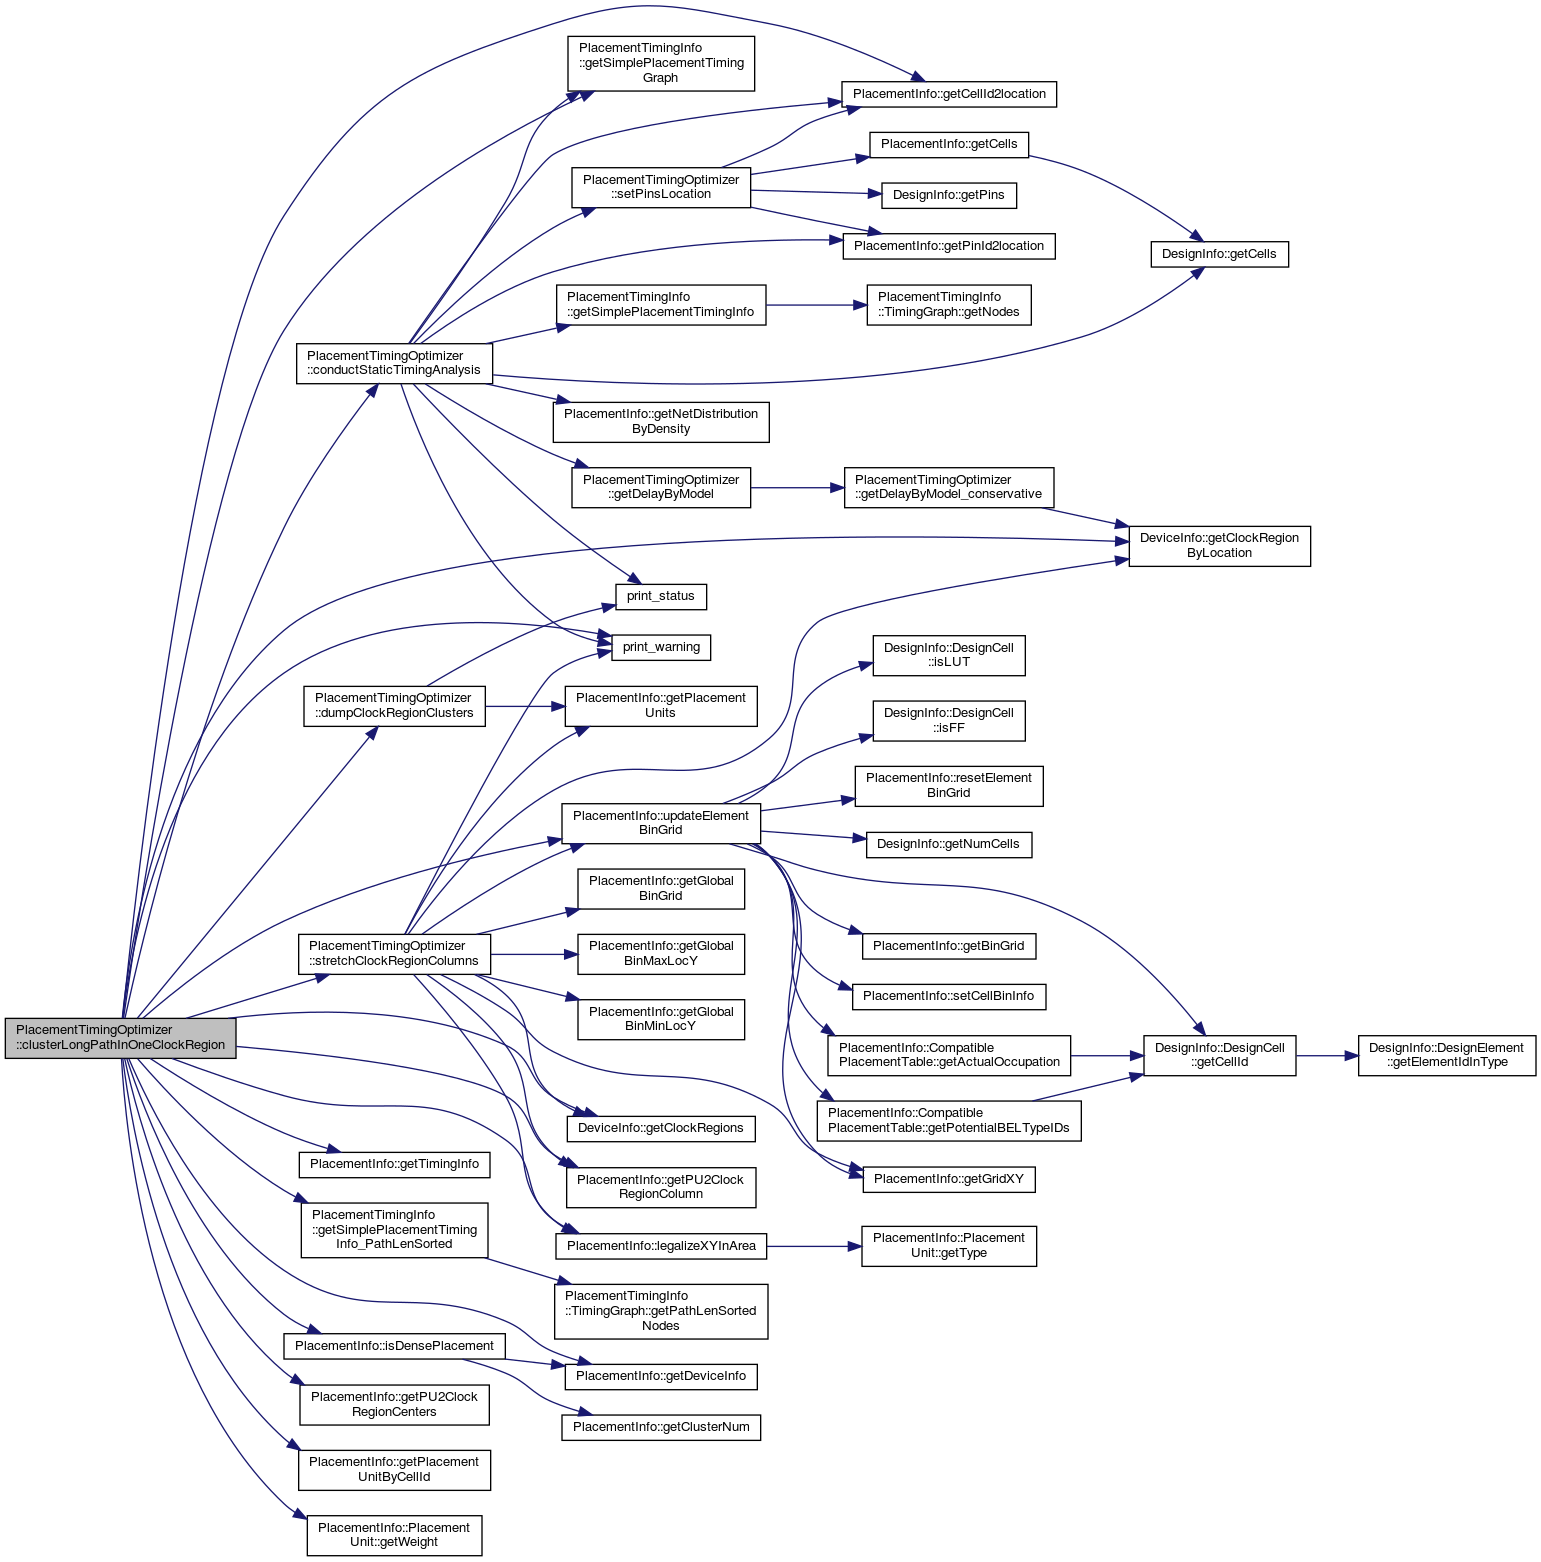 PlacementTimingInfo
::getSimplePlacementTiming
Graph
PlacementInfo::getCellId2location
PlacementInfo::getCells
PlacementTimingOptimizer
::setPinsLocation
DesignInfo::getPins
PlacementInfo::getPinId2location
DesignInfo::getCells
PlacementTimingInfo
::getSimplePlacementTimingInfo
PlacementTimingInfo
::TimingGraph::getNodes
PlacementTimingOptimizer
::conductStaticTimingAnalysis
PlacementInfo::getNetDistribution
ByDensity
PlacementTimingOptimizer
::getDelayByModel
PlacementTimingOptimizer
::getDelayByModel_conservative
DeviceInfo::getClockRegion
ByLocation
print_status
print_warning
DesignInfo::DesignCell
::isLUT
PlacementTimingOptimizer
::dumpClockRegionClusters
PlacementInfo::getPlacement
Units
DesignInfo::DesignCell
::isFF
PlacementInfo::resetElement
BinGrid
PlacementInfo::updateElement
BinGrid
DesignInfo::getNumCells
PlacementInfo::getGlobal
BinGrid
PlacementTimingOptimizer
::stretchClockRegionColumns
PlacementInfo::getGlobal
BinMaxLocY
PlacementInfo::getBinGrid
PlacementInfo::setCellBinInfo
PlacementInfo::getGlobal
BinMinLocY
PlacementTimingOptimizer
::clusterLongPathInOneClockRegion
PlacementInfo::Compatible
PlacementTable::getActualOccupation
DesignInfo::DesignCell
::getCellId
DesignInfo::DesignElement
::getElementIdInType
PlacementInfo::Compatible
PlacementTable::getPotentialBELTypeIDs
DeviceInfo::getClockRegions
PlacementInfo::getTimingInfo
PlacementInfo::getPU2Clock
RegionColumn
PlacementInfo::getGridXY
PlacementTimingInfo
::getSimplePlacementTiming
Info_PathLenSorted
PlacementInfo::legalizeXYInArea
PlacementInfo::Placement
Unit::getType
PlacementTimingInfo
::TimingGraph::getPathLenSorted
Nodes
PlacementInfo::isDensePlacement
PlacementInfo::getDeviceInfo
PlacementInfo::getPU2Clock
RegionCenters
PlacementInfo::getClusterNum
PlacementInfo::getPlacement
UnitByCellId
PlacementInfo::Placement
Unit::getWeight